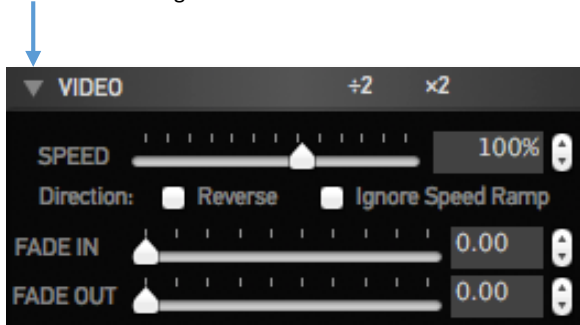 VIDEO ÷2 ×2
SPEED 100%
Direction: Reverse Ignore Speed Ramp
FADE IN 0.00
FADE OUT 0.00